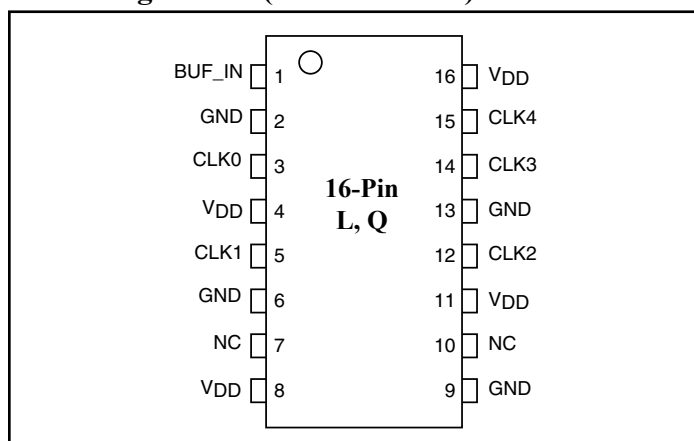 BUF_IN 1 16 VDD
GND 2 15 CLK4
CLK0 3 14 CLK3
16-Pin
VDD 4 13 GND
L, Q
CLK1 5 12 CLK2
GND 6 11 VDD
NC 7 10 NC
VDD 8 9 GND